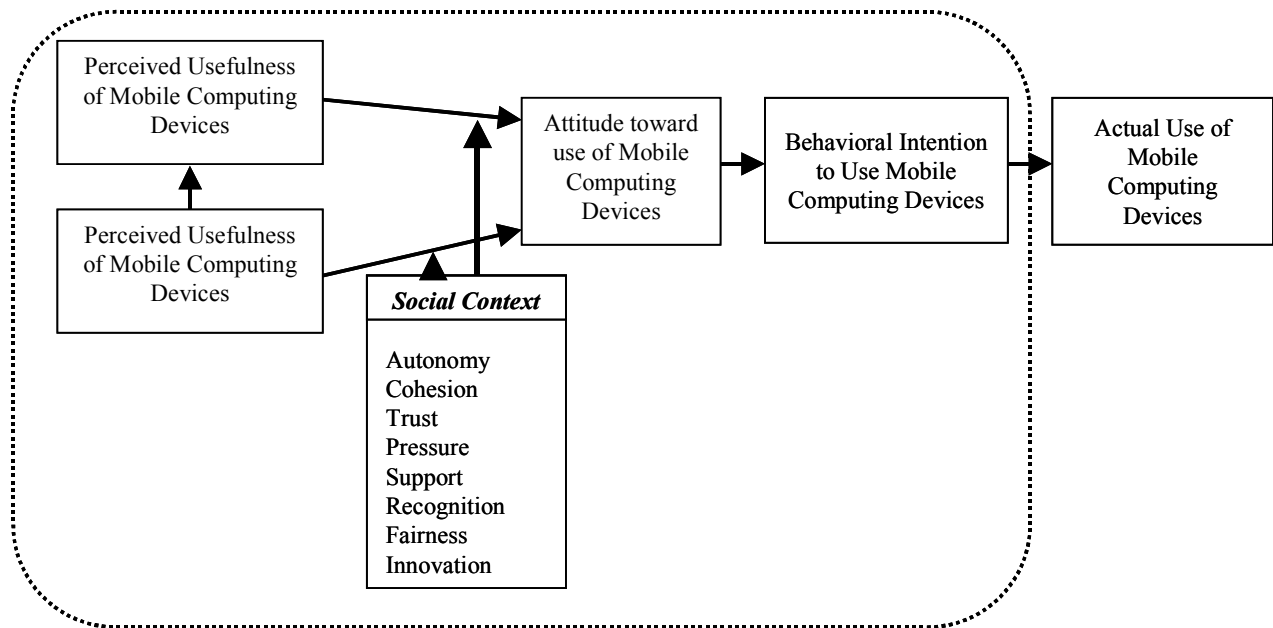 Perceived Usefulness
of Mobile Computing
Devices
Perceived Usefulness
of Mobile Computing
Devices
Attitude toward
use of Mobile
Computing
Devices
Behavioral Intention
to Use Mobile
Computing Devices
Actual Use of
Mobile
Computing
Devices
Social Context
Autonomy
Cohesion
Trust
Pressure
Support
Recognition
Fairness
Innovation